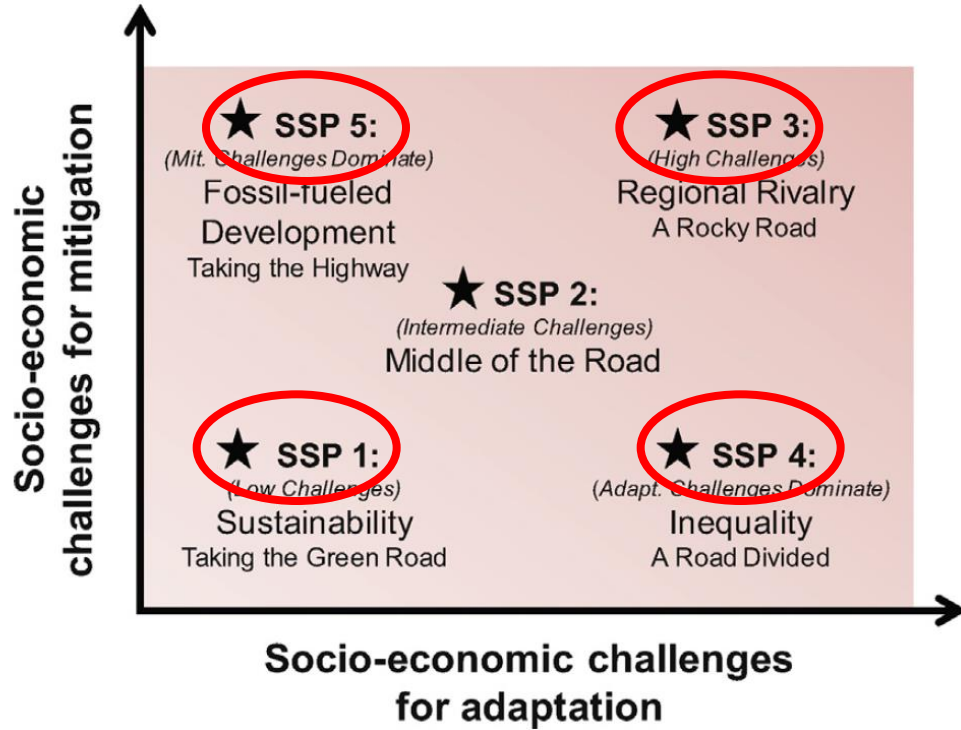 Socio-economic
challenges for mitigation
SSP 5:
(Mit. Challenges Dominate)
Fossil-fueled
Development
Taking the Highway
SSP 3:
(High Challenges)
Regional Rivalry
A Rocky Road
SSP 2:
(Intermediate Challenges)
Middle of the Road
SSP 1:
(Low Challenges)
Sustainability
Taking the Green Road
SSP 4:
(Adapt. Challenges Dominate)
Inequality
A Road Divided
Socio-economic challenges
for adaptation